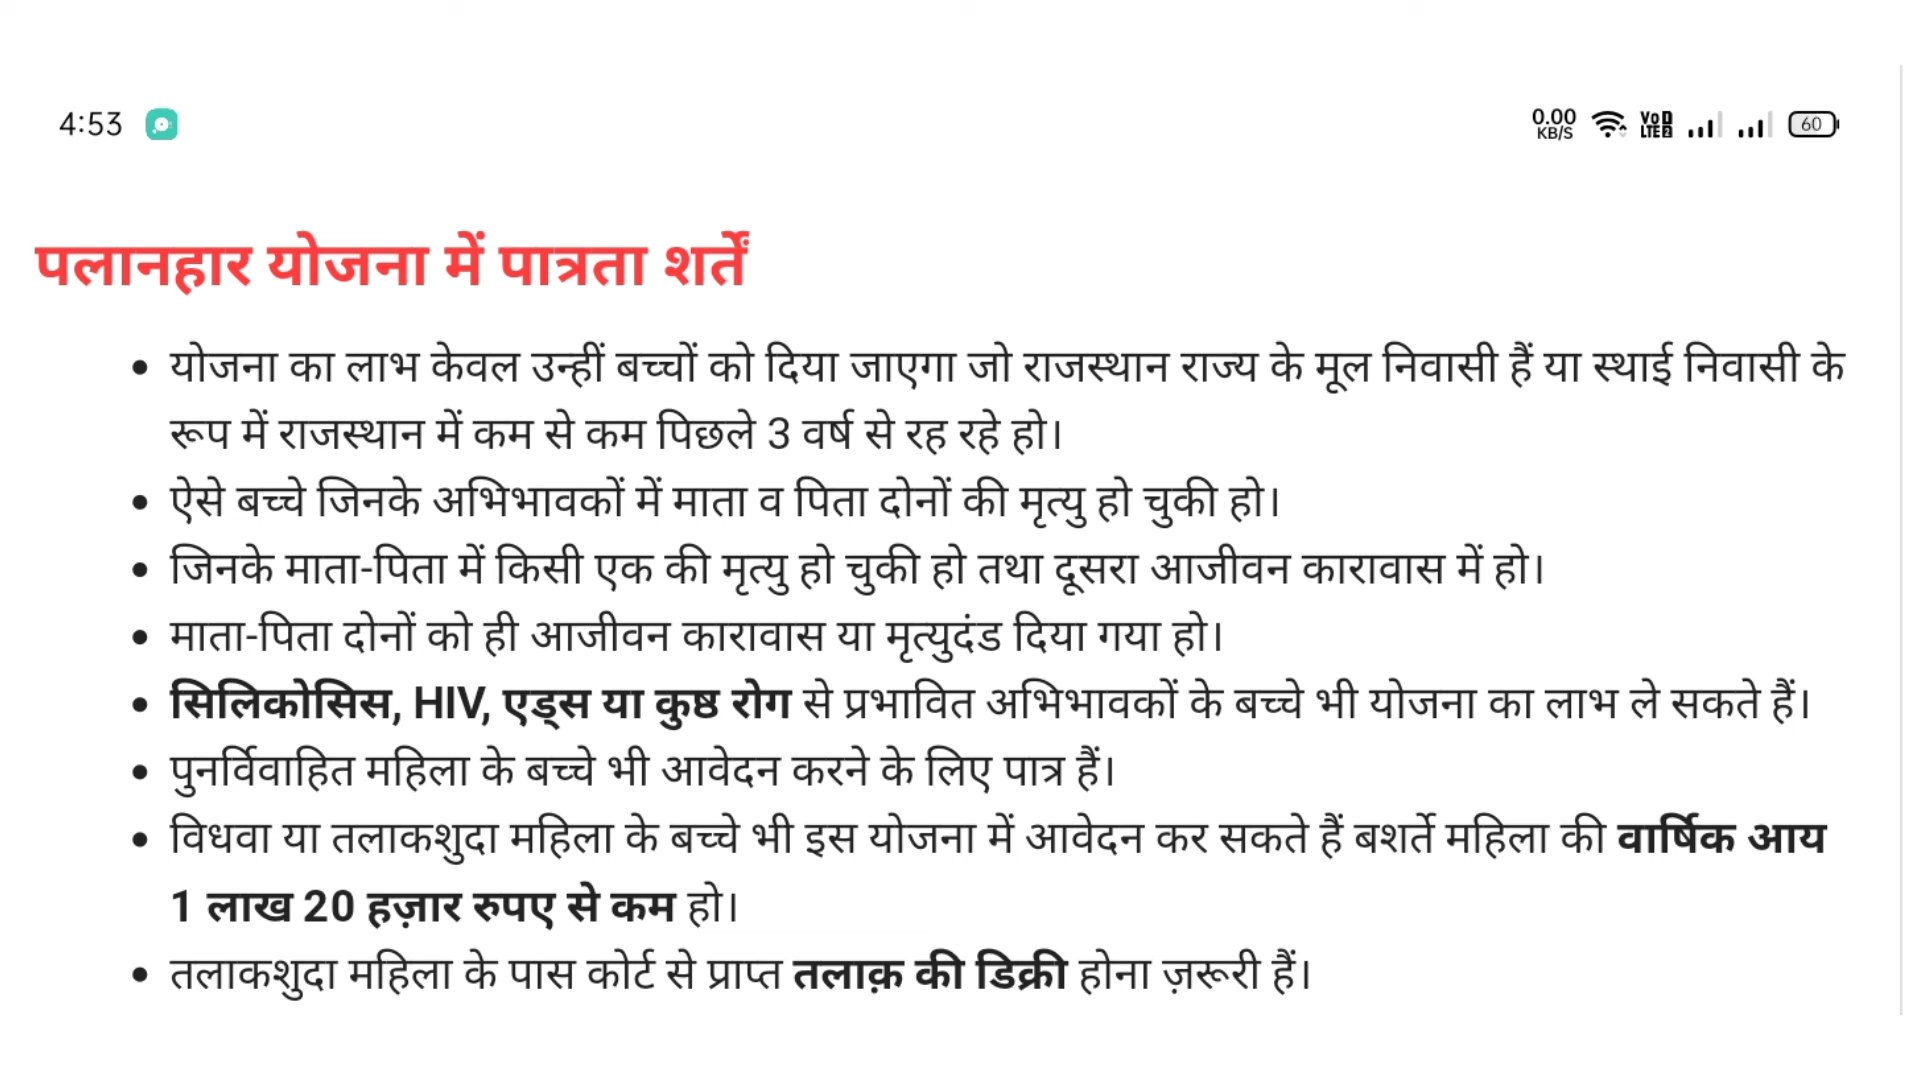 4:53
0.00 KB/S VoD LTE2 60
पलानहार योजना में पात्रता शर्तें
• योजना का लाभ केवल उन्हीं बच्चों को दिया जाएगा जो राजस्थान राज्य के मूल निवासी हैं या स्थाई निवासी के
रूप में राजस्थान में कम से कम पिछले 3 वर्ष से रह रहे हो।
• ऐसे बच्चे जिनके अभिभावकों में माता व पिता दोनों की मृत्यु हो चुकी हो।
• जिनके माता-पिता में किसी एक की मृत्यु हो चुकी हो तथा दूसरा आजीवन कारावास में हो।
• माता-पिता दोनों को ही आजीवन कारावास या मृत्युदंड दिया गया हो।
• सिलिकोसिस, HIV, एड्स या कुष्ठ रोग से प्रभावित अभिभावकों के बच्चे भी योजना का लाभ ले सकते हैं।
• पुनर्विवाहित महिला के बच्चे भी आवेदन करने के लिए पात्र हैं।
• विधवा या तलाकशुदा महिला के बच्चे भी इस योजना में आवेदन कर सकते हैं बशर्ते महिला की वार्षिक आय
1 लाख 20 हज़ार रुपए से कम हो।
• तलाकशुदा महिला के पास कोर्ट से प्राप्त तलाक़ की डिक्री होना ज़रूरी हैं।